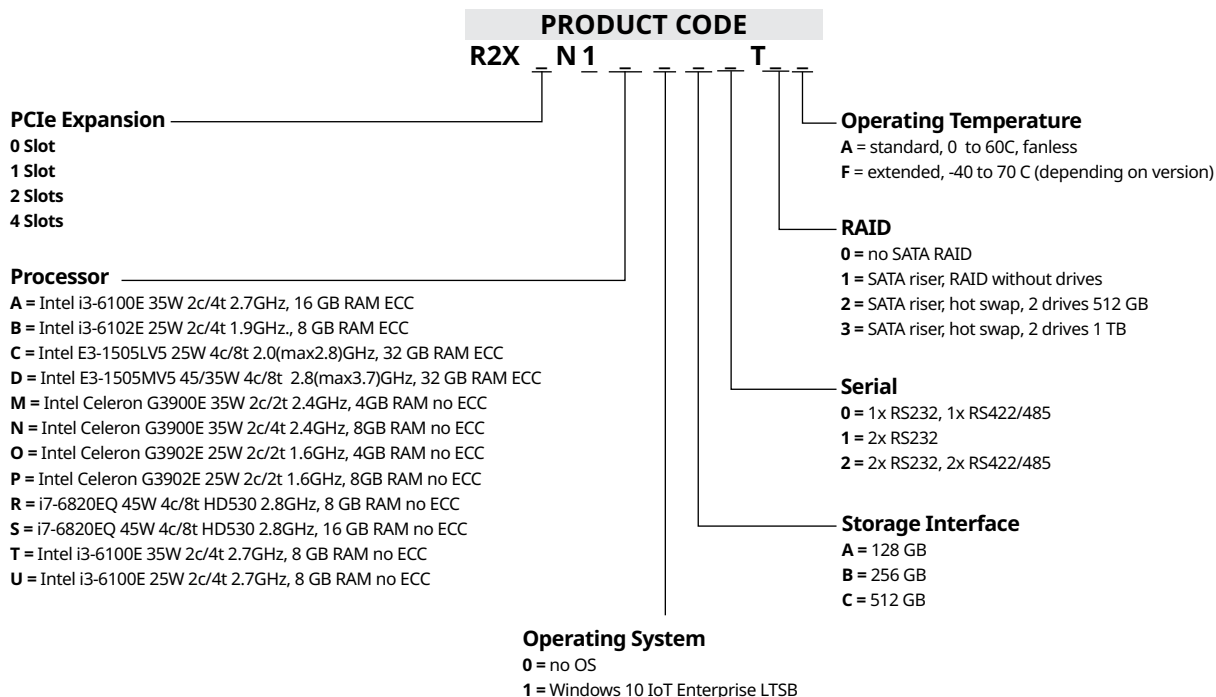 PRODUCT CODE
R2X _ N 1 _ _ _ _ _ T _ _
PCIe Expansion
0 Slot
1 Slot
2 Slots
4 Slots
Processor
A = Intel i3-6100E 35W 2c/4t 2.7GHz, 16 GB RAM ECC
B = Intel i3-6102E 25W 2c/4t 1.9GHz., 8 GB RAM ECC
C = Intel E3-1505LV5 25W 4c/8t 2.0(max2.8)GHz, 32 GB RAM ECC
D = Intel E3-1505MV5 45/35W 4c/8t 2.8(max3.7)GHz, 32 GB RAM ECC
M = Intel Celeron G3900E 35W 2c/2t 2.4GHz, 4GB RAM no ECC
N = Intel Celeron G3900E 35W 2c/4t 2.4GHz, 8GB RAM no ECC
O = Intel Celeron G3902E 25W 2c/2t 1.6GHz, 4GB RAM no ECC
P = Intel Celeron G3902E 25W 2c/2t 1.6GHz, 8GB RAM no ECC
R = i7-6820EQ 45W 4c/8t HD530 2.8GHz, 8 GB RAM no ECC
S = i7-6820EQ 45W 4c/8t HD530 2.8GHz, 16 GB RAM no ECC
T = Intel i3-6100E 35W 2c/4t 2.7GHz, 8 GB RAM no ECC
U = Intel i3-6100E 25W 2c/4t 2.7GHz, 8 GB RAM no ECC
Operating Temperature
A = standard, 0 to 60C, fanless
F = extended, -40 to 70 C (depending on version)
RAID
0 = no SATA RAID
1 = SATA riser, RAID without drives
2 = SATA riser, hot swap, 2 drives 512 GB
3 = SATA riser, hot swap, 2 drives 1 TB
Serial
0 = 1x RS232, 1x RS422/485
1 = 2x RS232
2 = 2x RS232, 2x RS422/485
Storage Interface
A = 128 GB
B = 256 GB
C = 512 GB
Operating System
0 = no OS
1 = Windows 10 IoT Enterprise LTSB